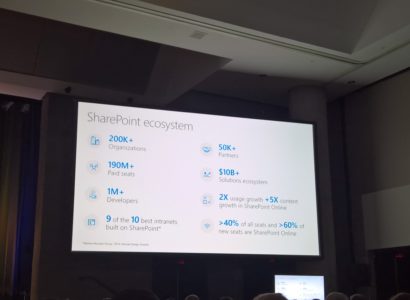 SharePoint ecosystem
200K+
Organizations
190M+
Paid seats
1M+
Developers
9 of the 10 best intranets
built on SharePoint*
50K+
Partners
$10B+
Solutions ecosystem
2X usage growth +5X content
growth in SharePoint Online
>40% of all seats and >60% of
new seats are SharePoint Online